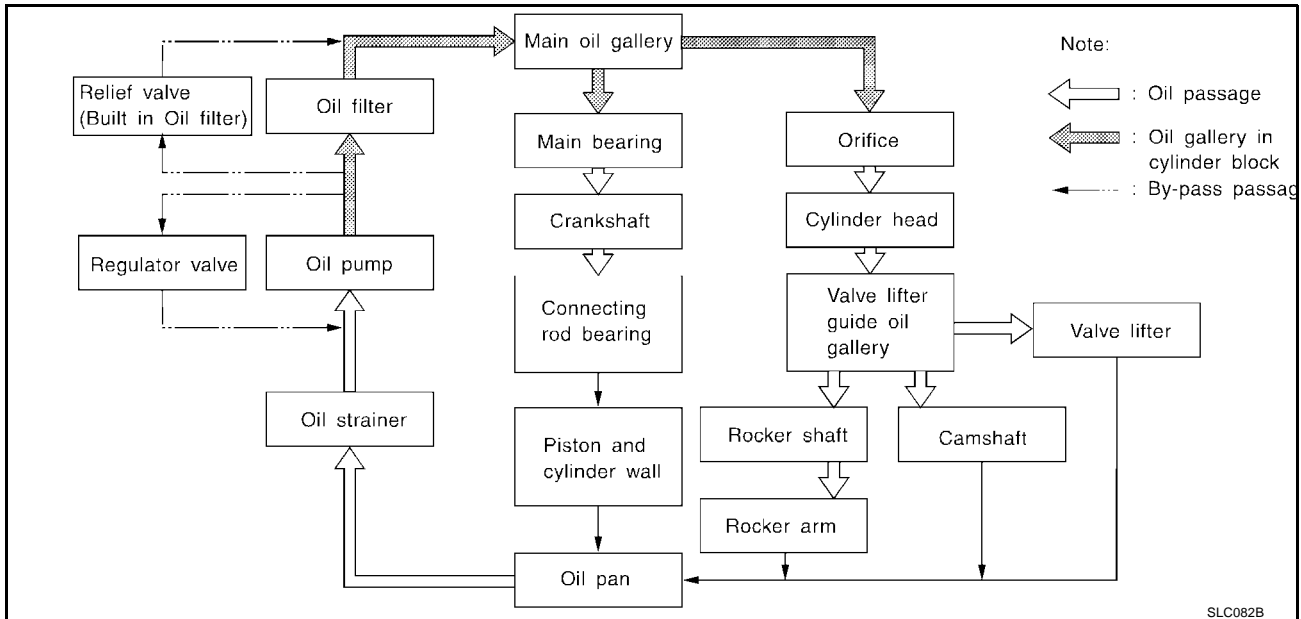 Main oil gallery
Note:
Relief valve
(Built in Oil filter)
Oil filter
: Oil passage
Main bearing
Orifice
: Oil gallery in
cylinder block
: By-pass passag
Crankshaft
Cylinder head
Regulator valve
Oil pump
Connecting
rod bearing
Valve lifter
guide oil
gallery
Valve lifter
Oil strainer
Piston and
cylinder wall
Rocker shaft
Camshaft
Rocker arm
Oil pan
SLC082B